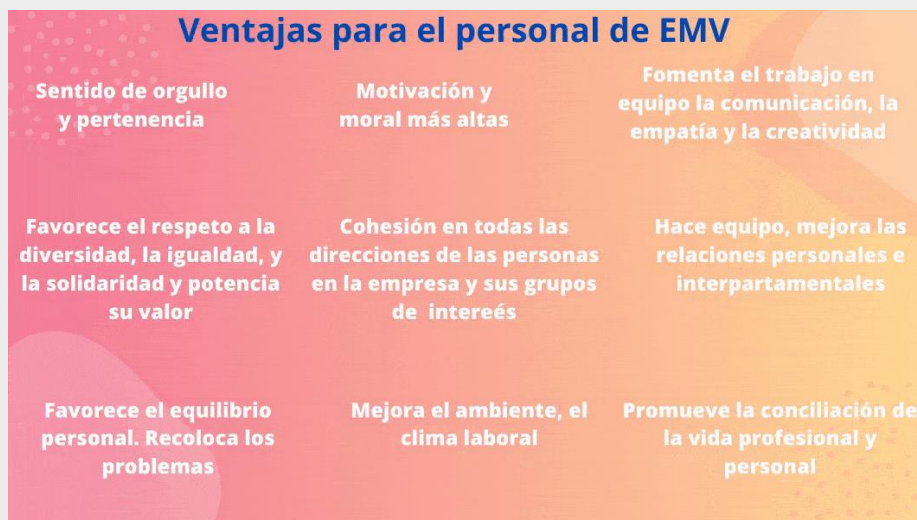 Ventajas para el personal de EMV
Sentido de orgullo
y pertenencia
Motivación y
moral más altas
Fomenta el trabajo en
equipo la comunicación, la
empatía y la creatividad
Favorece el respeto a la
diversidad, la igualdad, y
la solidaridad y potencia
su valor
Cohesión en todas las
direcciones de las personas
en la empresa y sus grupos
de intereés
Hace equipo, mejora las
relaciones personales e
interpartamentales
Favorece el equilibrio
personal. Recoloca los
problemas
Mejora el ambiente, el
clima laboral
Promueve la conciliación de
la vida profesional y
personal